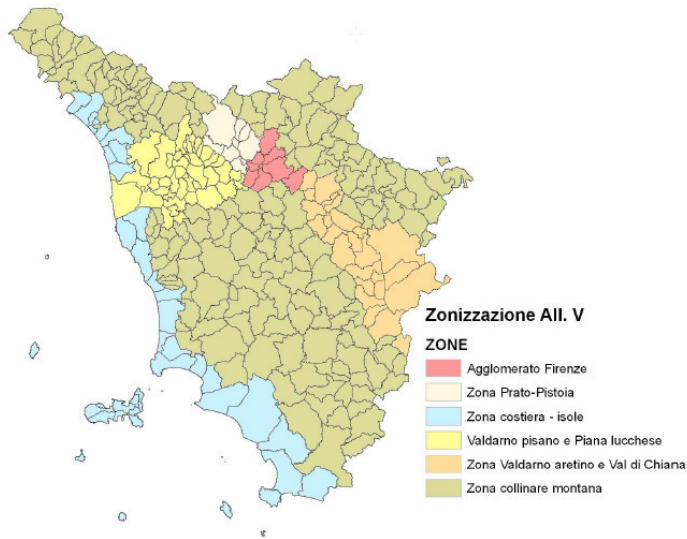 Zonizzazione All. V
ZONE
Agglomerato Firenze
Zona Prato-Pistoia
Zona costiera - isole
Valdarno pisano e Piana lucchese
Zona Valdarno aretino e Val di Chiana
Zona collinare montana